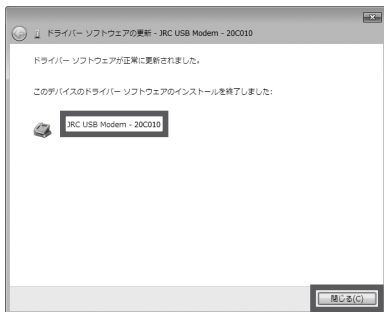 ドライバー ソフトウェアの更新 - JRC USB Modem - 20C010
ドライバー ソフトウェアが正常に更新されました。
このデバイスのドライバー ソフトウェアのインストールを終了しました:
JRC USB Modem - 20C010
閉じる(C)